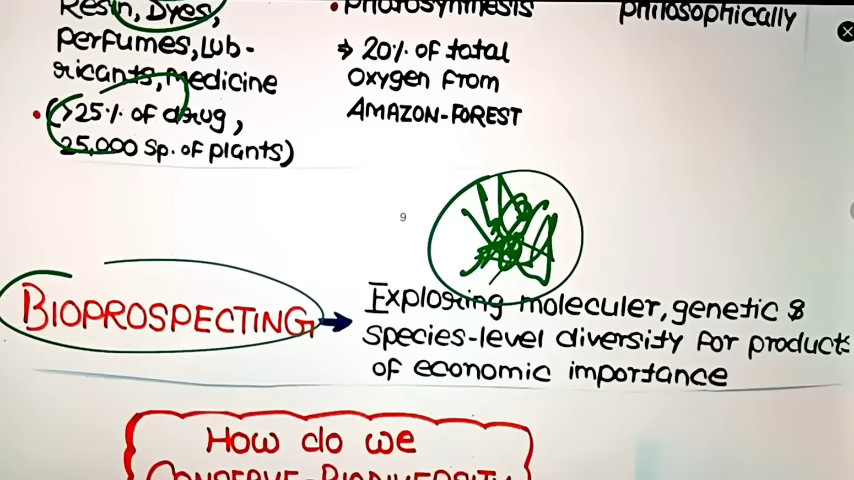 Resin, Dyes,
perfumes, Lub-
ricants, medicine
• (>25% of drug,
25,000 Sp. of plants)
• Photosynthesis
⇒ 20% of total
oxygen from
AMAZON-FOREST
philosophically
9
BIOPROSPECTING → Exploring moleculer, genetic &
species-level diversity for products
of economic importance
How do we
CONSERVE BIODIVERSITY